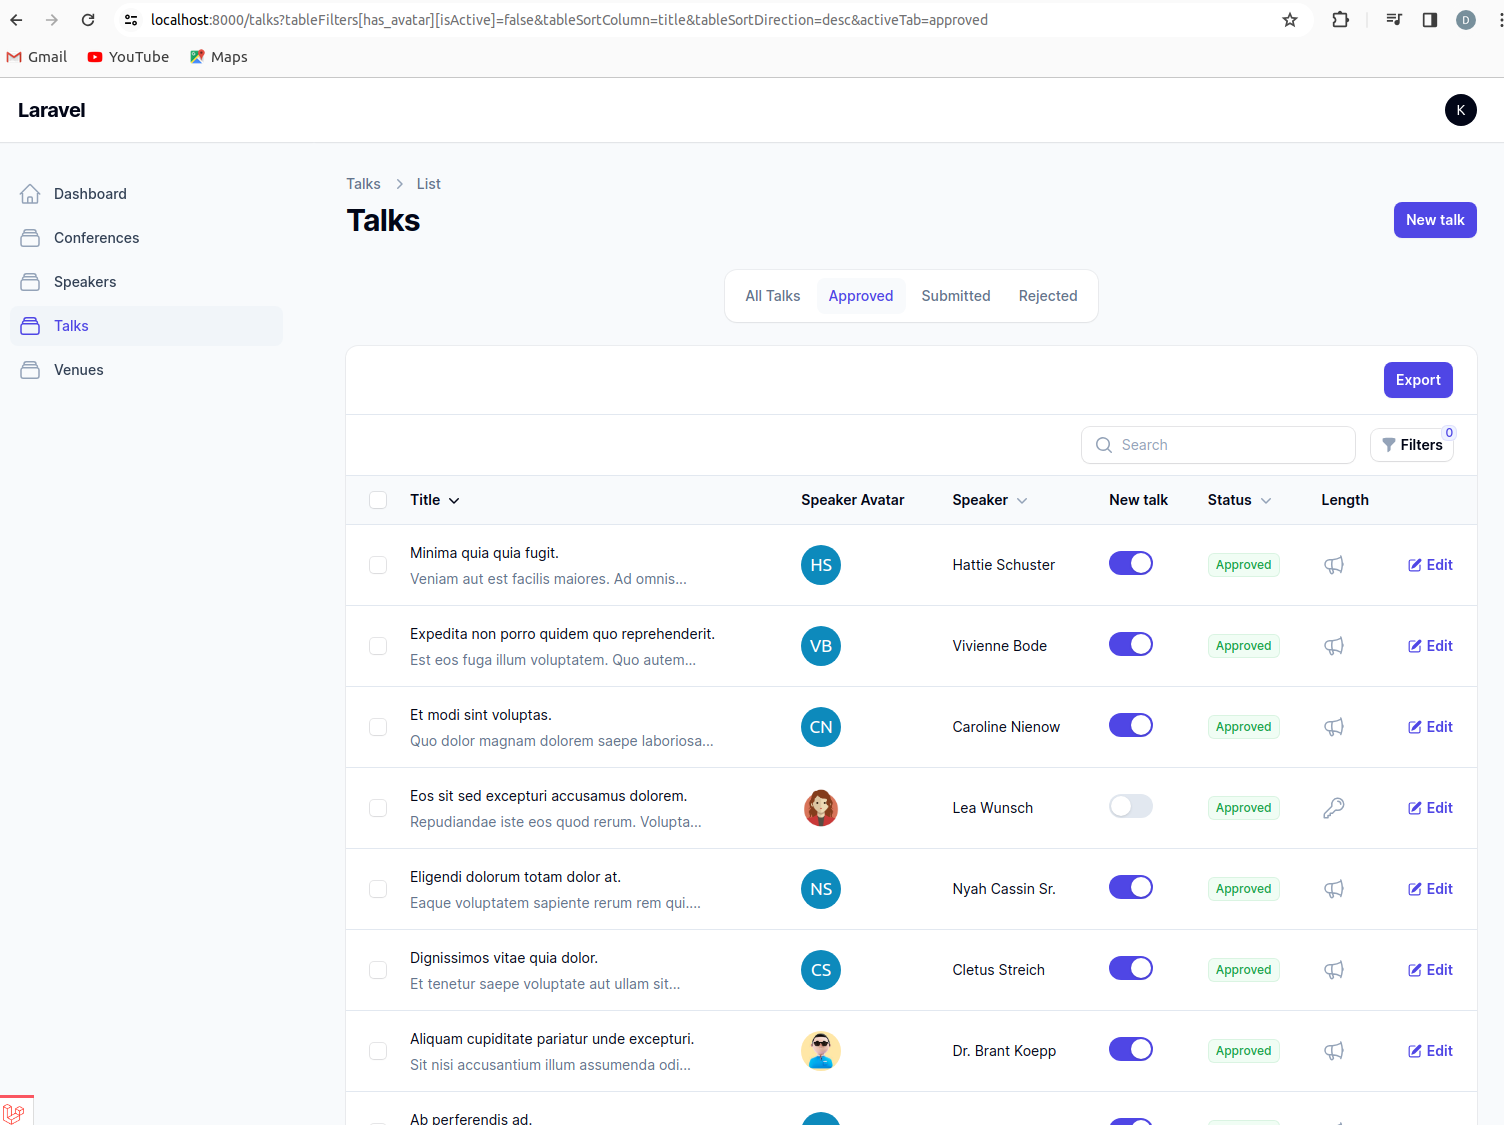 localhost:8000/talks?tableFilters[has_avatar][isActive]=false&tableSortColumn=title&tableSortDirection=desc&activeTab=approved
D
Gmail YouTube Maps
Laravel
K
Dashboard
Conferences
Speakers
Talks
Venues
Talks > List
Talks
New talk
All Talks Approved Submitted Rejected
Export
Search
Filters 0
Title Speaker Avatar Speaker New talk Status Length
Minima quia quia fugit.
Veniam aut est facilis maiores. Ad omnis...
HS Hattie Schuster Approved Edit
Expedita non porro quidem quo reprehenderit.
Est eos fuga illum voluptatem. Quo autem...
VB Vivienne Bode Approved Edit
Et modi sint voluptas.
Quo dolor magnam dolorem saepe laboriosa...
CN Caroline Nienow Approved Edit
Eos sit sed excepturi accusamus dolorem.
Repudiandae iste eos quod rerum. Volupta...
Lea Wunsch Approved Edit
Eligendi dolorum totam dolor at.
Eaque voluptatem sapiente rerum rem qui....
NS Nyah Cassin Sr. Approved Edit
Dignissimos vitae quia dolor.
Et tenetur saepe voluptate aut ullam sit...
CS Cletus Streich Approved Edit
Aliquam cupiditate pariatur unde excepturi.
Sit nisi accusantium illum assumenda odi...
Dr. Brant Koepp Approved Edit
Ab perferendis ad.